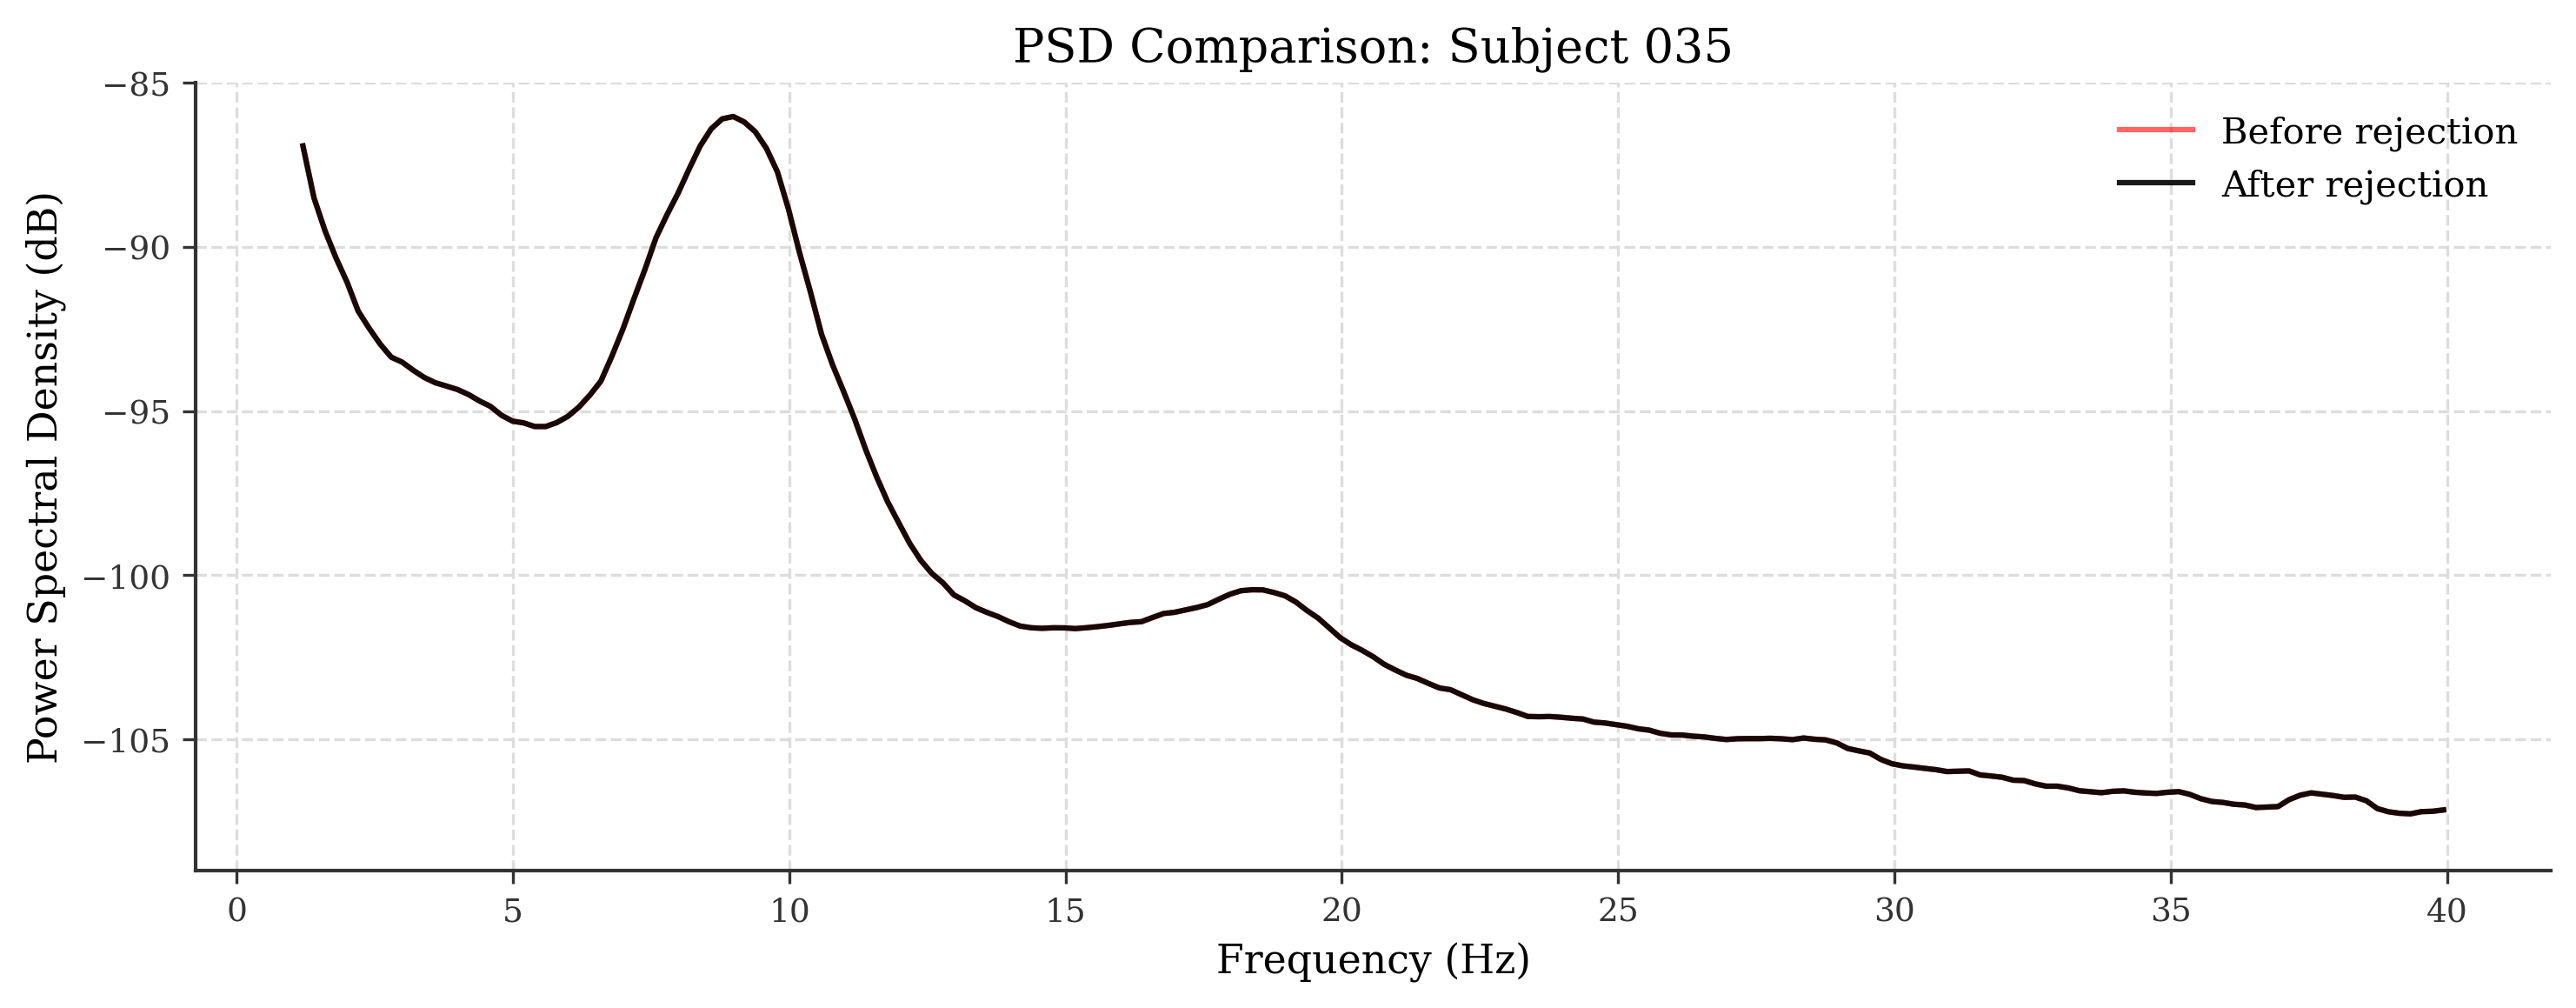 PSD Comparison: Subject 035
Before rejection
After rejection
Power Spectral Density (dB)
−85
−90
−95
−100
−105
0 5 10 15 20 25 30 35 40
Frequency (Hz)